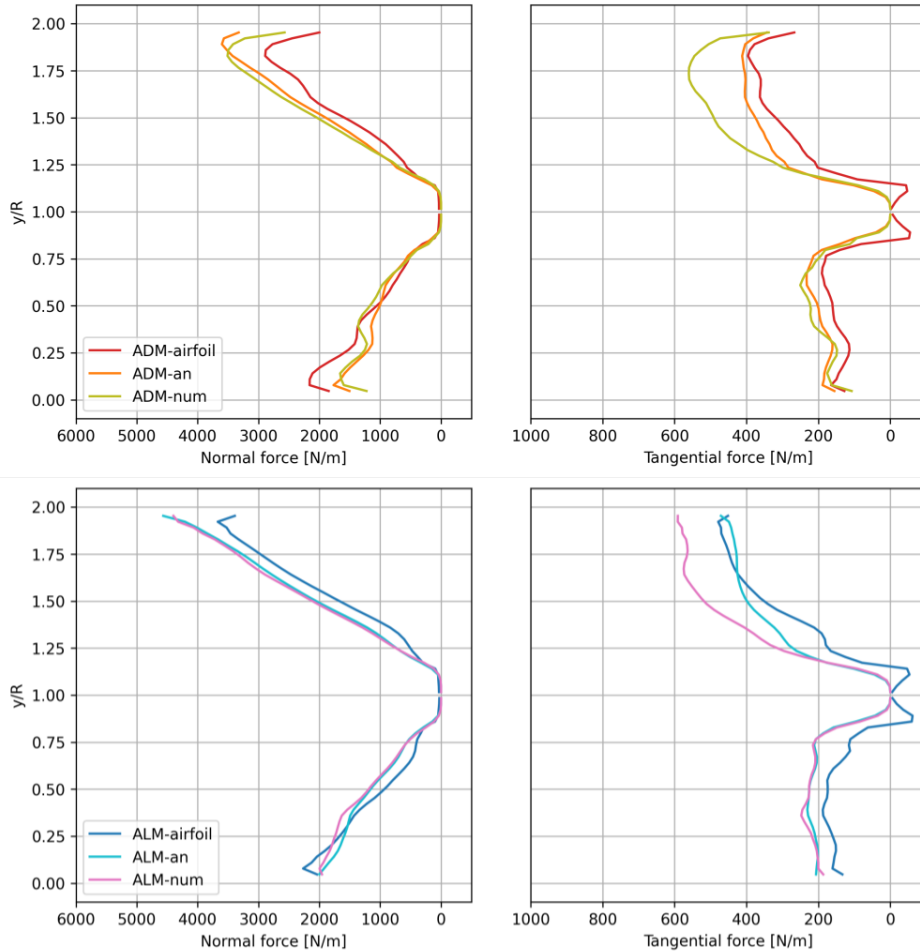 2.00
1.75
1.50
1.25
1.00
0.75
0.50
0.25
0.00
y/R
ADM-airfoil
ADM-an
ADM-num
6000 5000 4000 3000 2000 1000 0
Normal force [N/m]
1000 800 600 400 200 0
Tangential force [N/m]
2.00
1.75
1.50
1.25
1.00
0.75
0.50
0.25
0.00
y/R
ALM-airfoil
ALM-an
ALM-num
6000 5000 4000 3000 2000 1000 0
Normal force [N/m]
1000 800 600 400 200 0
Tangential force [N/m]